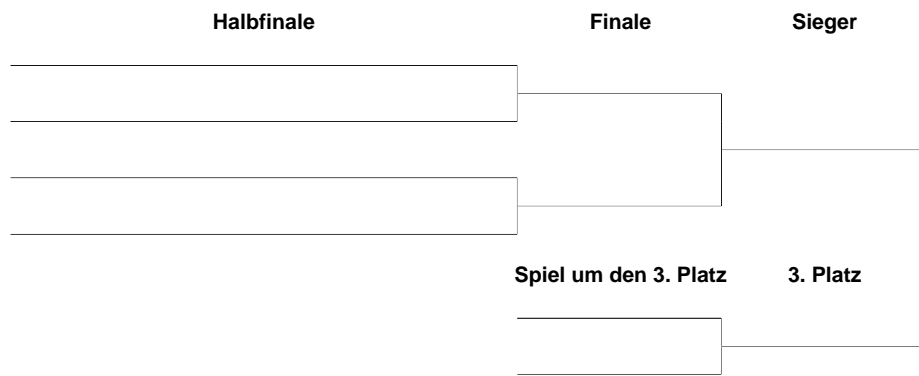 Halbfinale Finale Sieger
Spiel um den 3. Platz 3. Platz